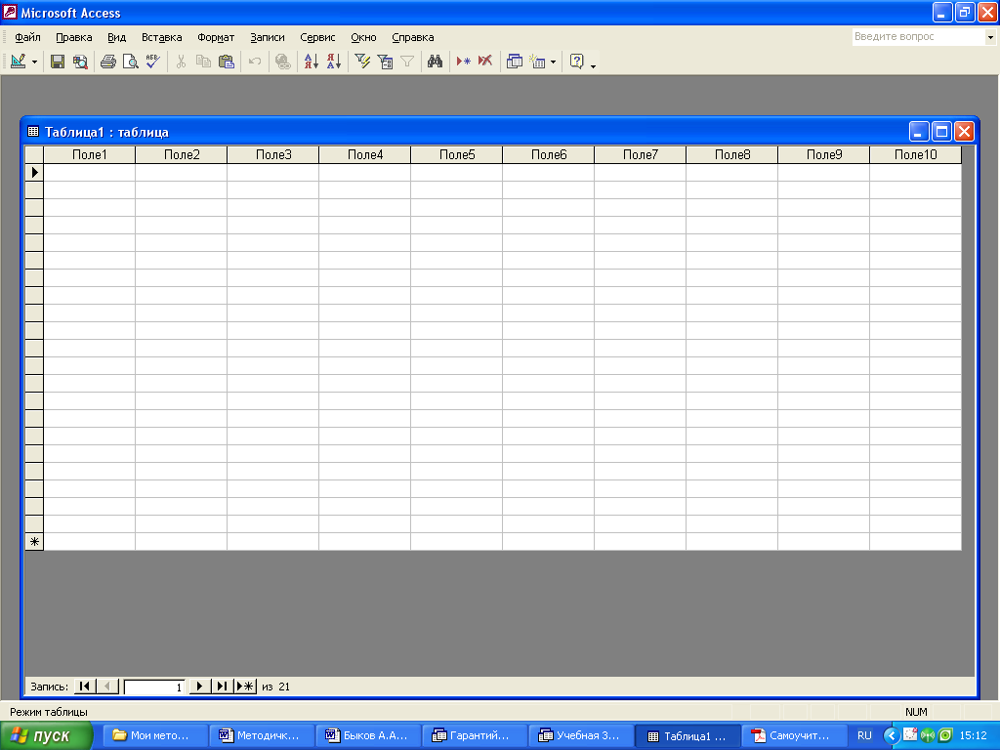 Microsoft Access
Файл Правка Вид Вставка Формат Записи Сервис Окно Справка Введите вопрос
Таблица1 : таблица
Поле1 Поле2 Поле3 Поле4 Поле5 Поле6 Поле7 Поле8 Поле9 Поле10
Запись: 1 из 21
Режим таблицы NUM
пуск Мои мето... Методичк... Быков А.А... Гарантий... Учебная З... Таблица1 ... Самоучит... RU 15:12